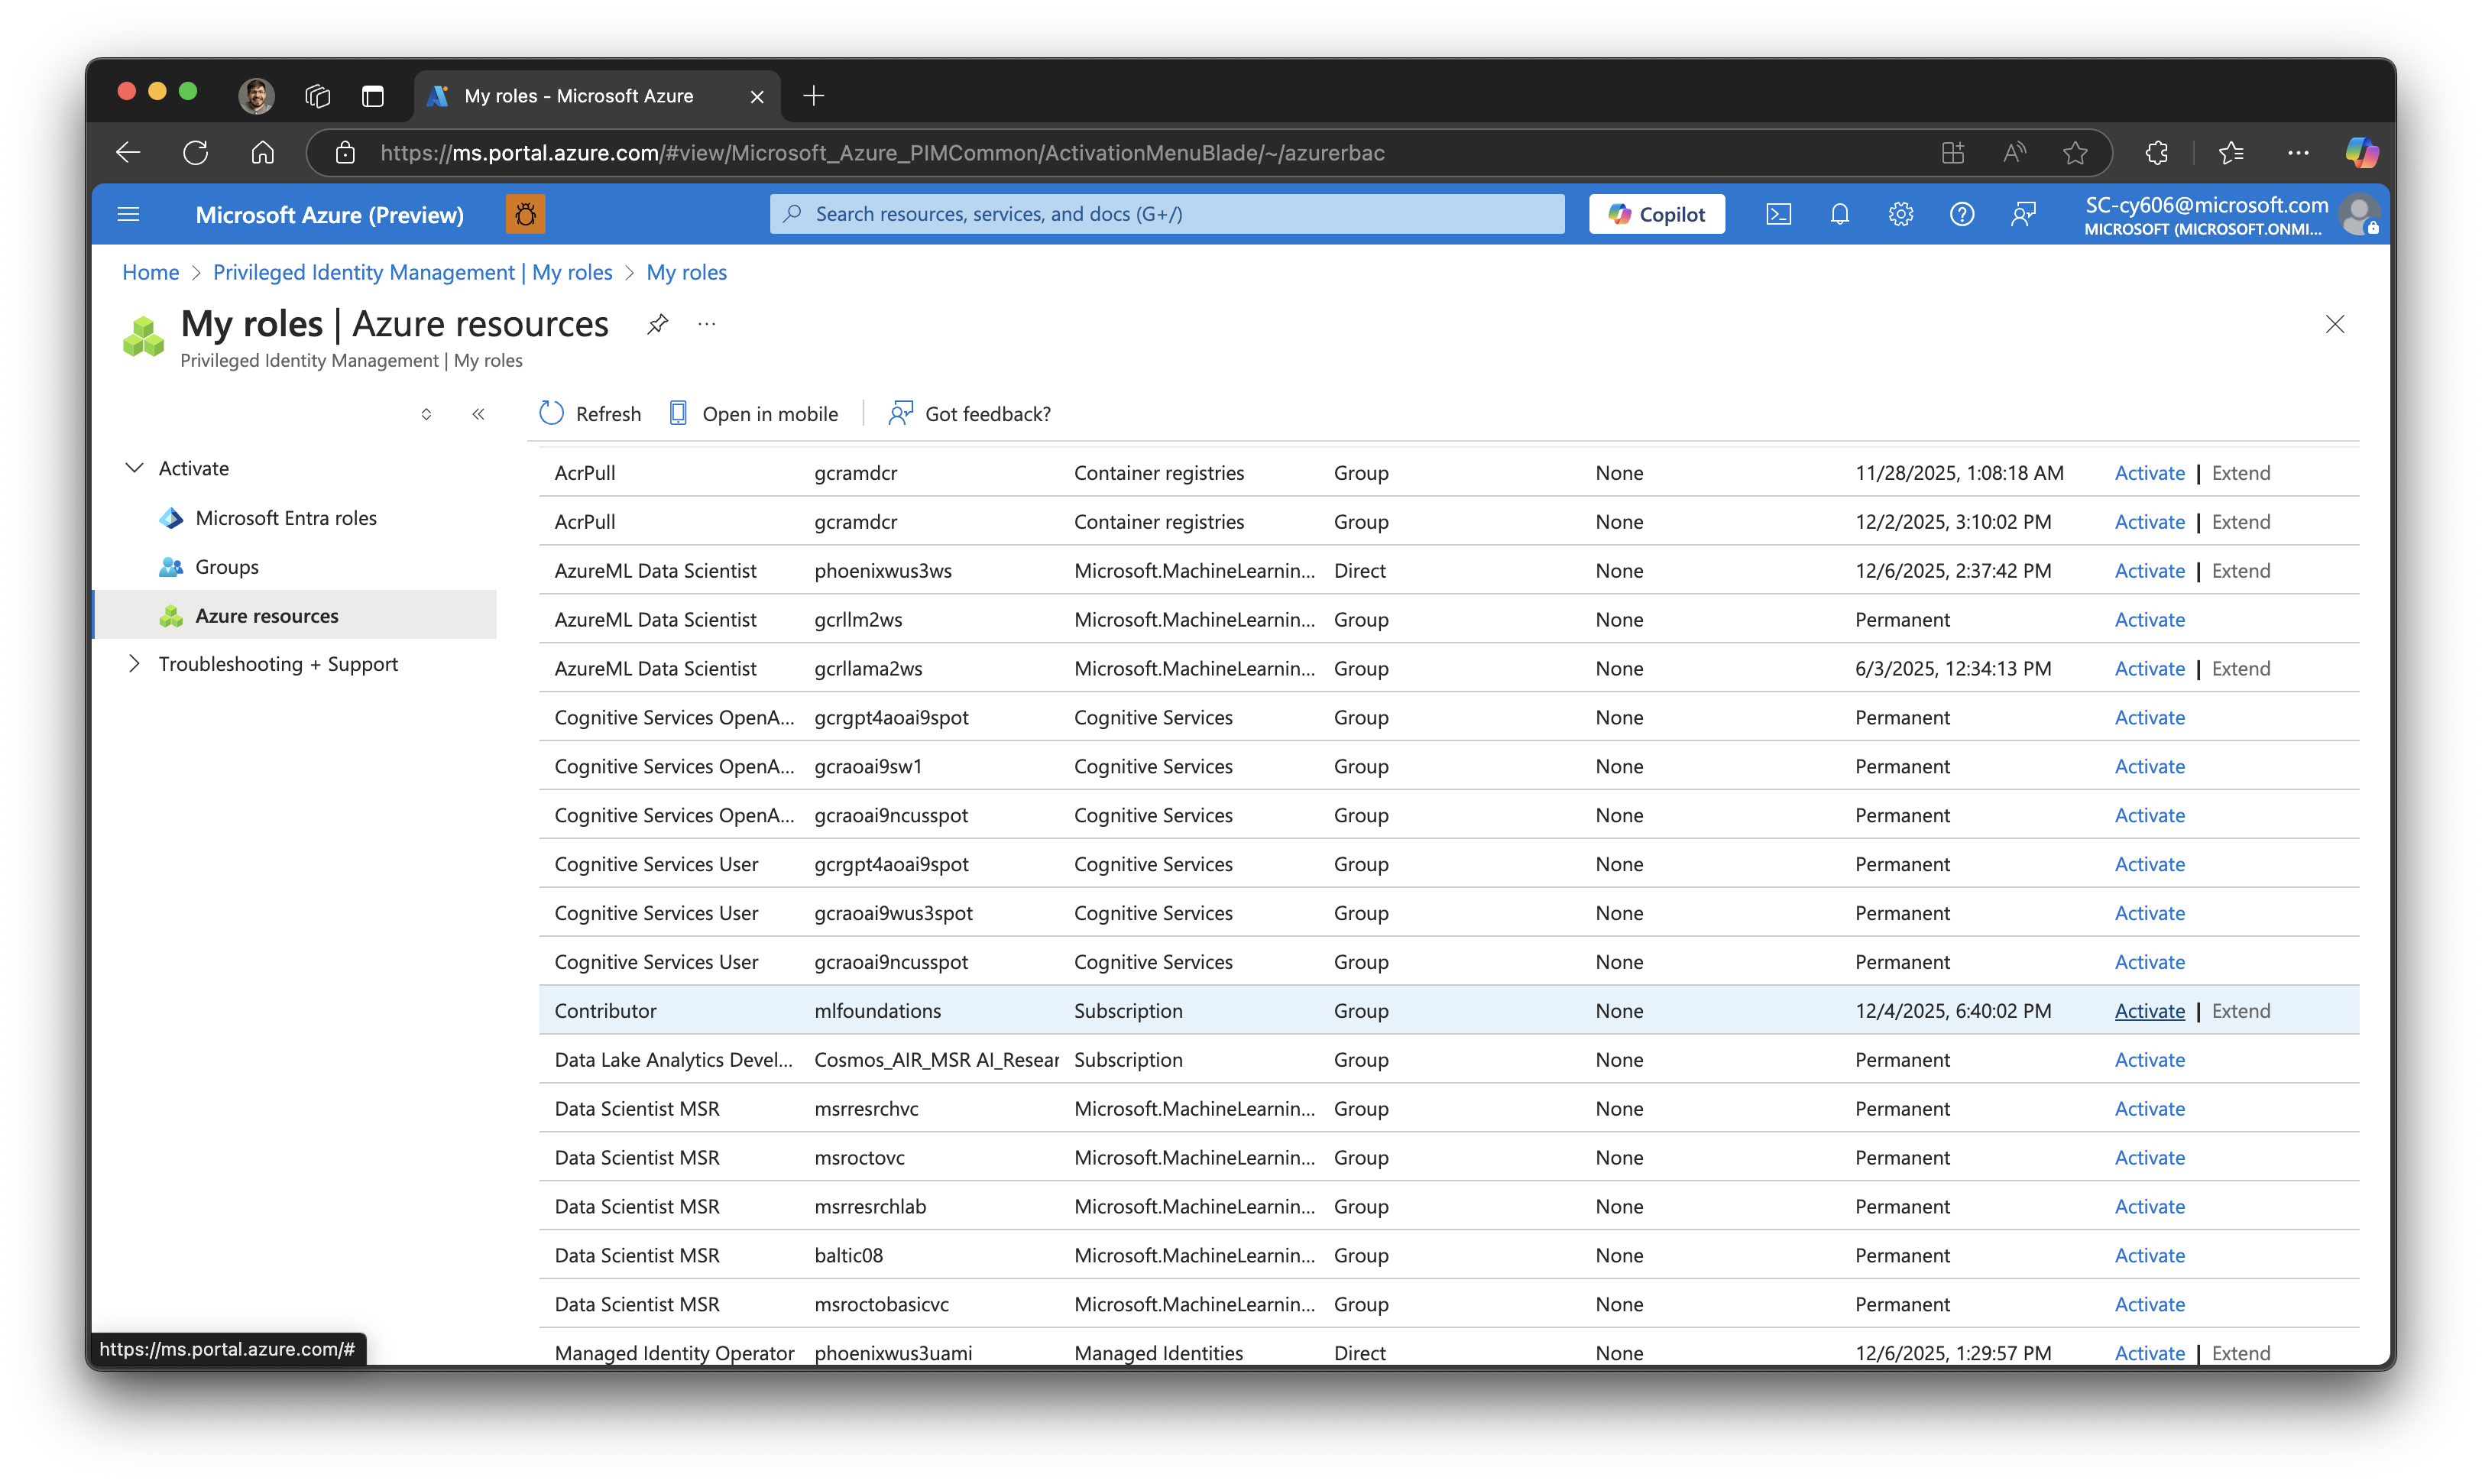 My roles - Microsoft Azure
https://ms.portal.azure.com/#view/Microsoft_Azure_PIMCommon/ActivationMenuBlade/~/azurerbac
Microsoft Azure (Preview)
Search resources, services, and docs (G+/)
Copilot
SC-cy606@microsoft.com
MICROSOFT (MICROSOFT.ONMI...
Home > Privileged Identity Management | My roles > My roles
My roles | Azure resources
Privileged Identity Management | My roles
Refresh Open in mobile Got feedback?
Activate
Microsoft Entra roles
Groups
Azure resources
Troubleshooting + Support
AcrPull gcramdcr Container registries Group None 11/28/2025, 1:08:18 AM Activate | Extend
AcrPull gcramdcr Container registries Group None 12/2/2025, 3:10:02 PM Activate | Extend
AzureML Data Scientist phoenixwus3ws Microsoft.MachineLearnin... Direct None 12/6/2025, 2:37:42 PM Activate | Extend
AzureML Data Scientist gcrllm2ws Microsoft.MachineLearnin... Group None Permanent Activate
AzureML Data Scientist gcrllama2ws Microsoft.MachineLearnin... Group None 6/3/2025, 12:34:13 PM Activate | Extend
Cognitive Services OpenA... gcrgpt4aoai9spot Cognitive Services Group None Permanent Activate
Cognitive Services OpenA... gcraoai9sw1 Cognitive Services Group None Permanent Activate
Cognitive Services OpenA... gcraoai9ncusspot Cognitive Services Group None Permanent Activate
Cognitive Services User gcrgpt4aoai9spot Cognitive Services Group None Permanent Activate
Cognitive Services User gcraoai9wus3spot Cognitive Services Group None Permanent Activate
Cognitive Services User gcraoai9ncusspot Cognitive Services Group None Permanent Activate
Contributor mlfoundations Subscription Group None 12/4/2025, 6:40:02 PM Activate | Extend
Data Lake Analytics Devel... Cosmos_AIR_MSR AI_Resear Subscription Group None Permanent Activate
Data Scientist MSR msrresrchvc Microsoft.MachineLearnin... Group None Permanent Activate
Data Scientist MSR msroctovc Microsoft.MachineLearnin... Group None Permanent Activate
Data Scientist MSR msrresrchlab Microsoft.MachineLearnin... Group None Permanent Activate
Data Scientist MSR baltic08 Microsoft.MachineLearnin... Group None Permanent Activate
Data Scientist MSR msroctobasicvc Microsoft.MachineLearnin... Group None Permanent Activate
Managed Identity Operator phoenixwus3uami Managed Identities Direct None 12/6/2025, 1:29:57 PM Activate | Extend
https://ms.portal.azure.com/#